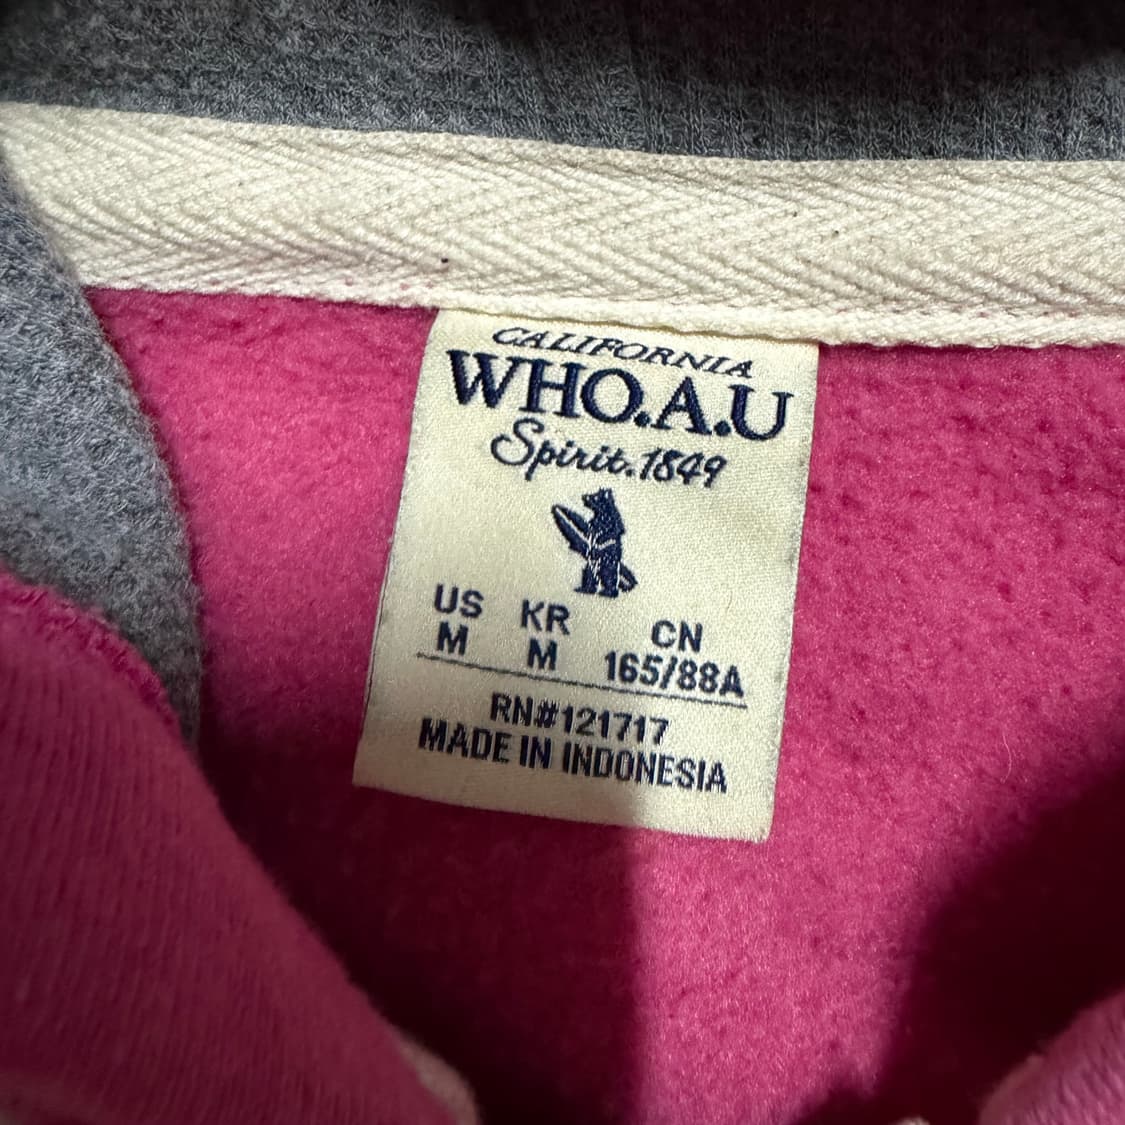 CALIFORNIA
WHO.A.U
Spirit.1849
US KR CN
M M 165/88A
RN#121717
MADE IN INDONESIA